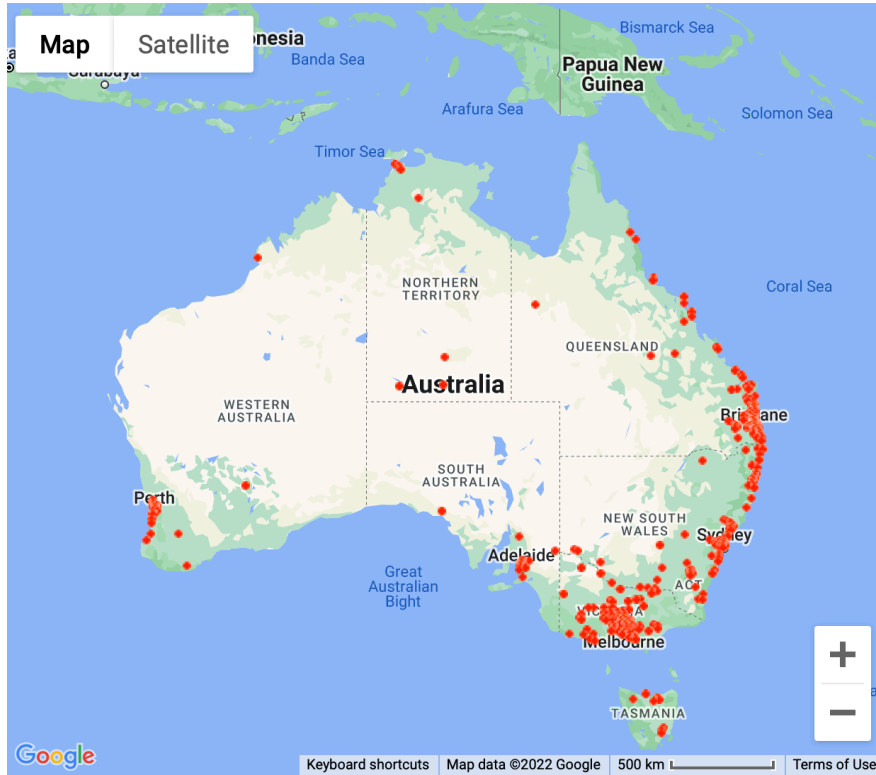 Map
Satellite
onesia
Surabaya
Banda Sea
Bismarck Sea
Papua New
Guinea
Arafura Sea
Solomon Sea
Timor Sea
Coral Sea
NORTHERN
TERRITORY
QUEENSLAND
Australia
WESTERN
AUSTRALIA
Brisbane
SOUTH
AUSTRALIA
Perth
NEW SOUTH
WALES
Sydney
Adelaide
Great
Australian
Bight
ACT
VICTORIA
Melbourne
TASMANIA
Google
Keyboard shortcuts
Map data ©2022 Google
500 km
Terms of Use